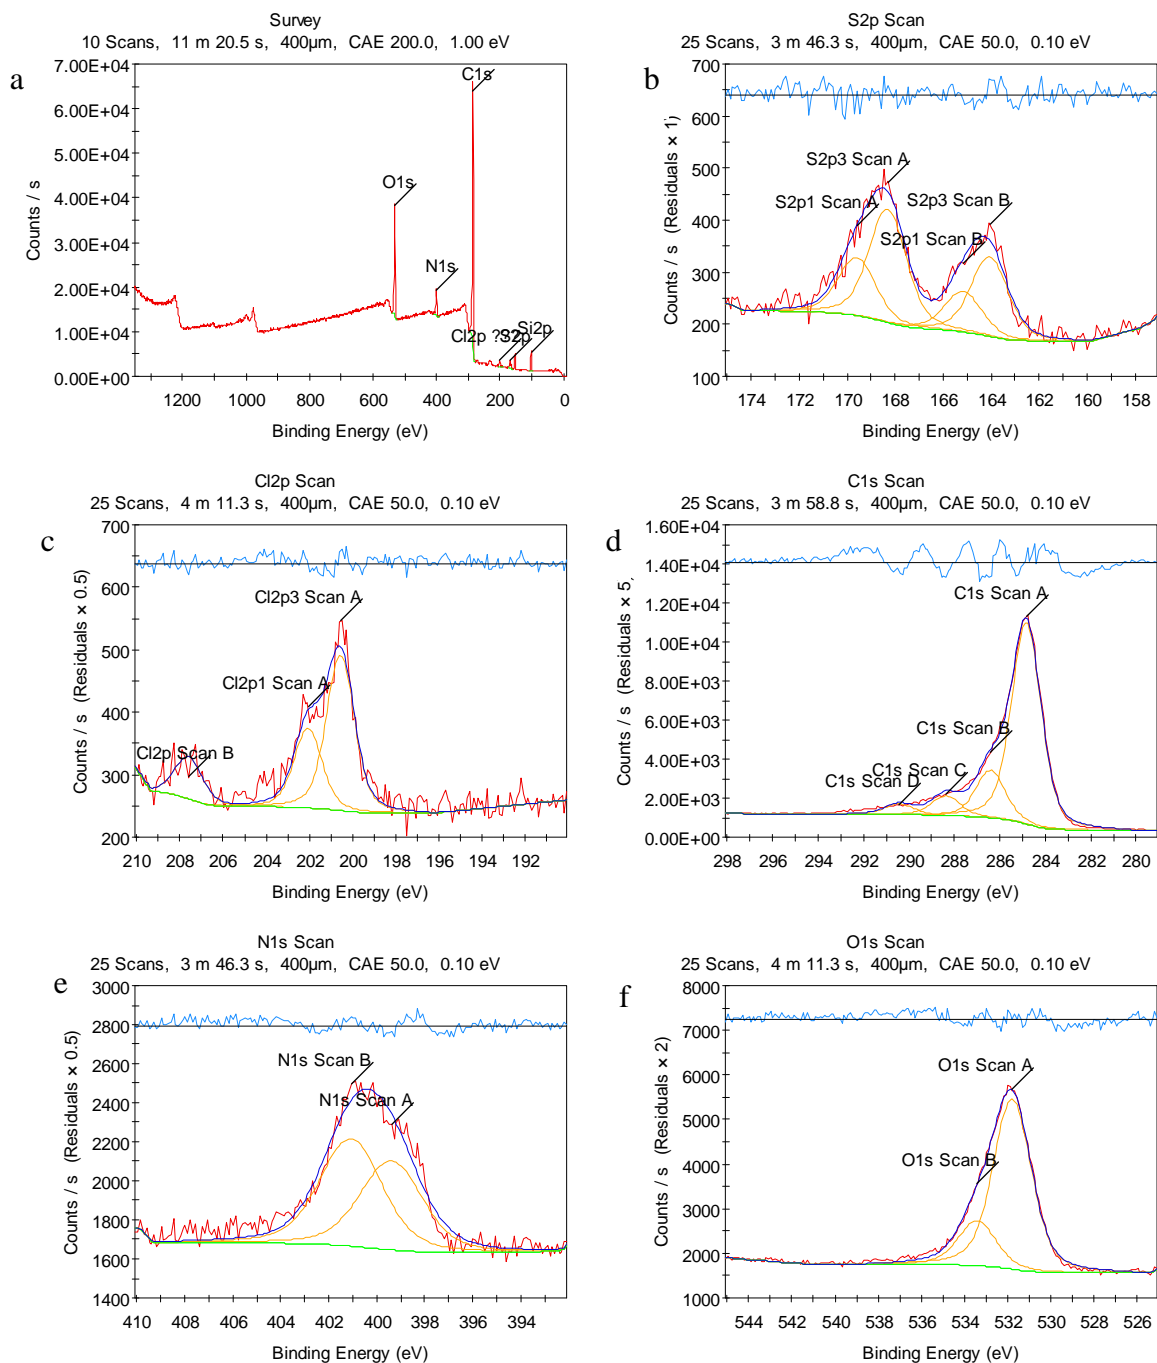 a
Survey
10 Scans, 11 m 20.5 s, 400µm, CAE 200.0, 1.00 eV
7.00E+04
6.00E+04
5.00E+04
4.00E+04
3.00E+04
2.00E+04
1.00E+04
0.00E+00
Counts / s
C1s
O1s
N1s
Cl2p ?
S2p
Si2p
1200 1000 800 600 400 200 0
Binding Energy (eV)
b
S2p Scan
25 Scans, 3 m 46.3 s, 400µm, CAE 50.0, 0.10 eV
700
600
500
400
300
200
100
Counts / s (Residuals × 1)
S2p3 Scan A
S2p1 Scan A
S2p3 Scan B
S2p1 Scan B
174 172 170 168 166 164 162 160 158
Binding Energy (eV)
c
Cl2p Scan
25 Scans, 4 m 11.3 s, 400µm, CAE 50.0, 0.10 eV
700
600
500
400
300
200
Counts / s (Residuals × 0.5)
Cl2p3 Scan A
Cl2p1 Scan A
Cl2p Scan B
210 208 206 204 202 200 198 196 194 192
Binding Energy (eV)
d
C1s Scan
25 Scans, 3 m 58.8 s, 400µm, CAE 50.0, 0.10 eV
1.60E+04
1.40E+04
1.20E+04
1.00E+04
8.00E+03
6.00E+03
4.00E+03
2.00E+03
0.00E+00
Counts / s (Residuals × 5)
C1s Scan A
C1s Scan B
C1s Scan C
C1s Scan D
298 296 294 292 290 288 286 284 282 280
Binding Energy (eV)
e
N1s Scan
25 Scans, 3 m 46.3 s, 400µm, CAE 50.0, 0.10 eV
3000
2800
2600
2400
2200
2000
1800
1600
1400
Counts / s (Residuals × 0.5)
N1s Scan B
N1s Scan A
410 408 406 404 402 400 398 396 394
Binding Energy (eV)
f
O1s Scan
25 Scans, 4 m 11.3 s, 400µm, CAE 50.0, 0.10 eV
8000
7000
6000
5000
4000
3000
2000
1000
Counts / s (Residuals × 2)
O1s Scan A
O1s Scan B
544 542 540 538 536 534 532 530 528 526
Binding Energy (eV)